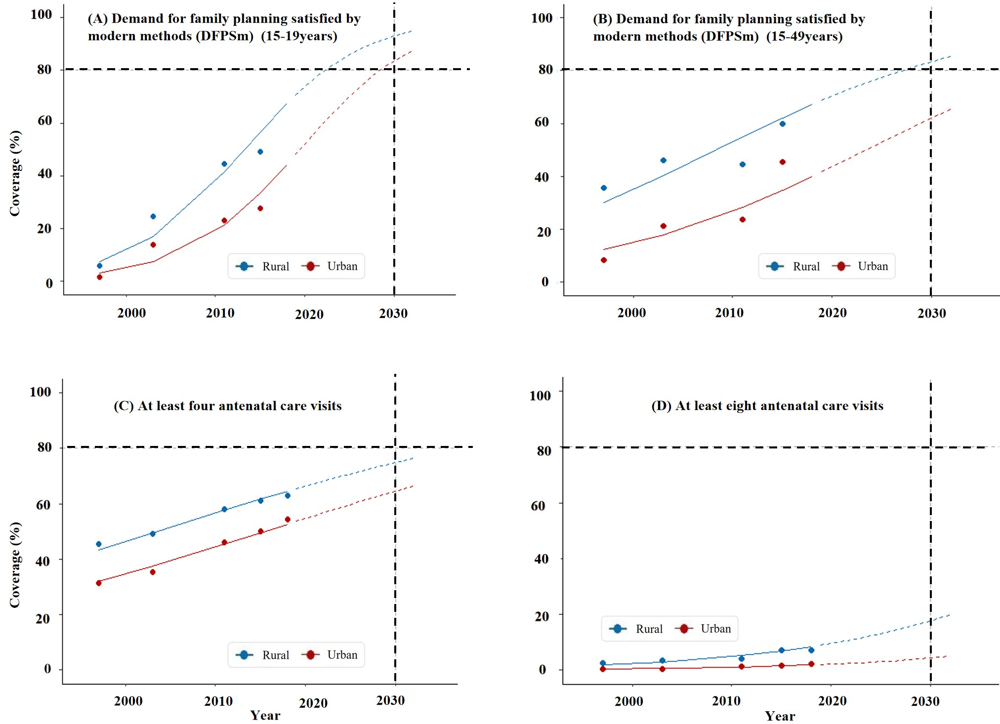 (A) Demand for family planning satisfied by
modern methods (DFPSm) (15-19years)
100
80
60
40
20
0
Coverage (%)
Rural
Urban
2000
2010
2020
2030
(B) Demand for family planning satisfied by
modern methods (DFPSm) (15-49years)
100
80
60
40
20
0
Rural
Urban
2000
2010
2020
2030
(C) At least four antenatal care visits
100
80
60
40
20
0
Coverage (%)
Rural
Urban
2000
2010
2020
2030
Year
(D) At least eight antenatal care visits
100
80
60
40
20
0
Rural
Urban
2000
2010
2020
2030
Year